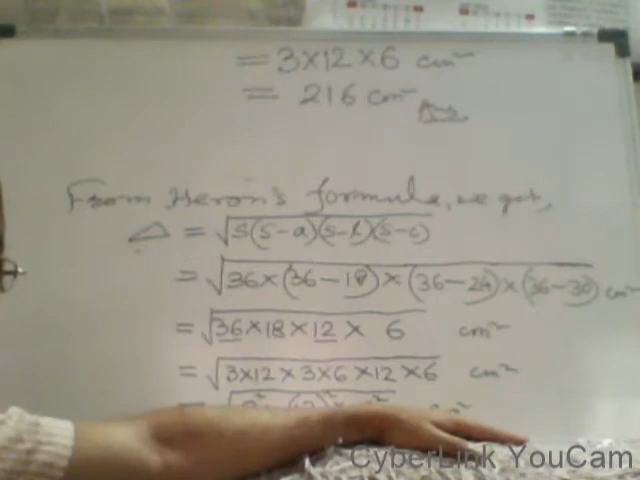 = 3×12×6 cm²
= 216 cm² Ans
From Heron's formula, we get,
△ = √s(s-a)(s-b)(s-c)
= √36×(36-18)×(36-24)×(36-30) cm²
= √36×18×12× 6 cm²
= √3×12×3×6×12×6 cm²
CyberLink YouCam